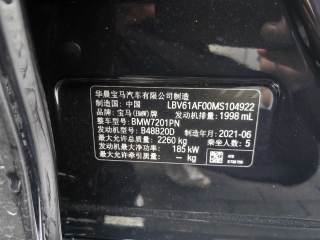 华晨宝马汽车有限公司制造
制造国：中国 LBV61AF00MS104922
品牌：宝马(BMW)牌 发动机排量：1998 mL
整车型号：BMW7201PN
发动机型号：B48B20D 制造年月：2021-06
最大允许总质量：2260 kg 乘坐人数：5
发动机最大净功率：185 kW
最大允许牵引质量：— kg